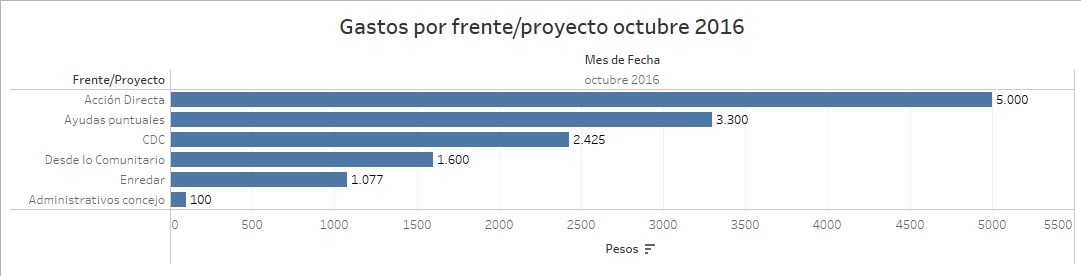 Gastos por frente/proyecto octubre 2016
Mes de Fecha
Frente/Proyecto octubre 2016
Acción Directa 5.000
Ayudas puntuales 3.300
CDC 2.425
Desde lo Comunitario 1.600
Enredar 1.077
Administrativos concejo 100
0 500 1000 1500 2000 2500 3000 3500 4000 4500 5000 5500
Pesos